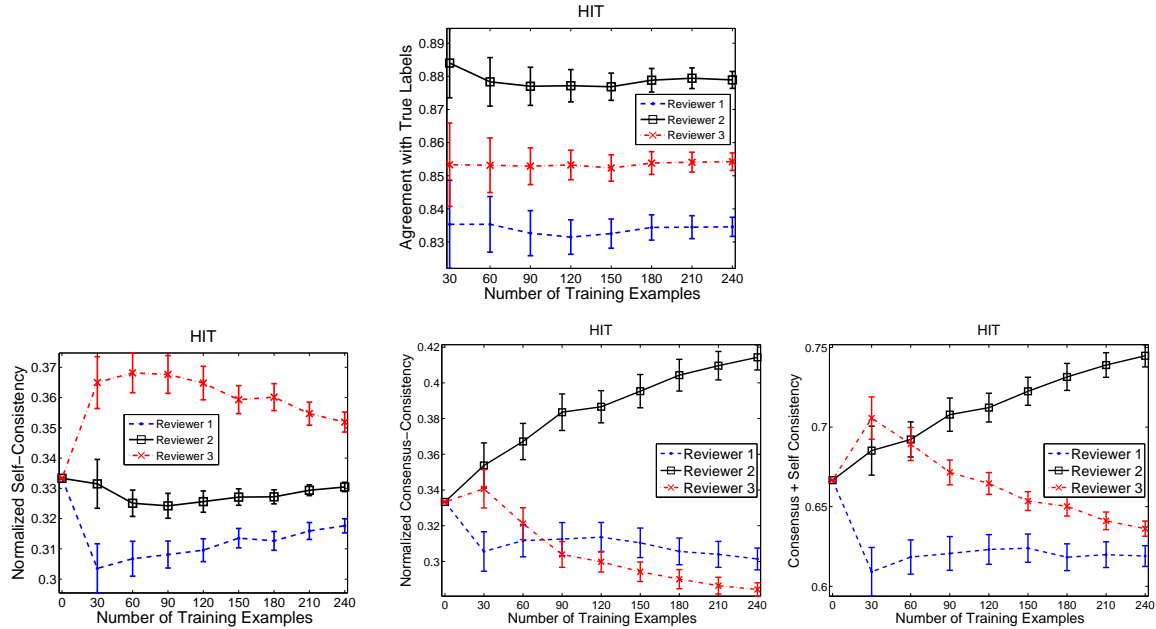 HIT
Agreement with True Labels
0.89
0.88
0.87
0.86
0.85
0.84
0.83
Reviewer 1
Reviewer 2
Reviewer 3
30 60 90 120 150 180 210 240
Number of Training Examples
HIT
Normalized Self−Consistency
0.37
0.36
0.35
0.34
0.33
0.32
0.31
0.3
Reviewer 1
Reviewer 2
Reviewer 3
0 30 60 90 120 150 180 210 240
Number of Training Examples
HIT
Normalized Consensus−Consistency
0.42
0.4
0.38
0.36
0.34
0.32
0.3
Reviewer 1
Reviewer 2
Reviewer 3
0 30 60 90 120 150 180 210 240
Number of Training Examples
HIT
Consensus+ Self Consistency
0.75
0.7
0.65
0.6
Reviewer 1
Reviewer 2
Reviewer 3
0 30 60 90 120 150 180 210 240
Number of Training Examples